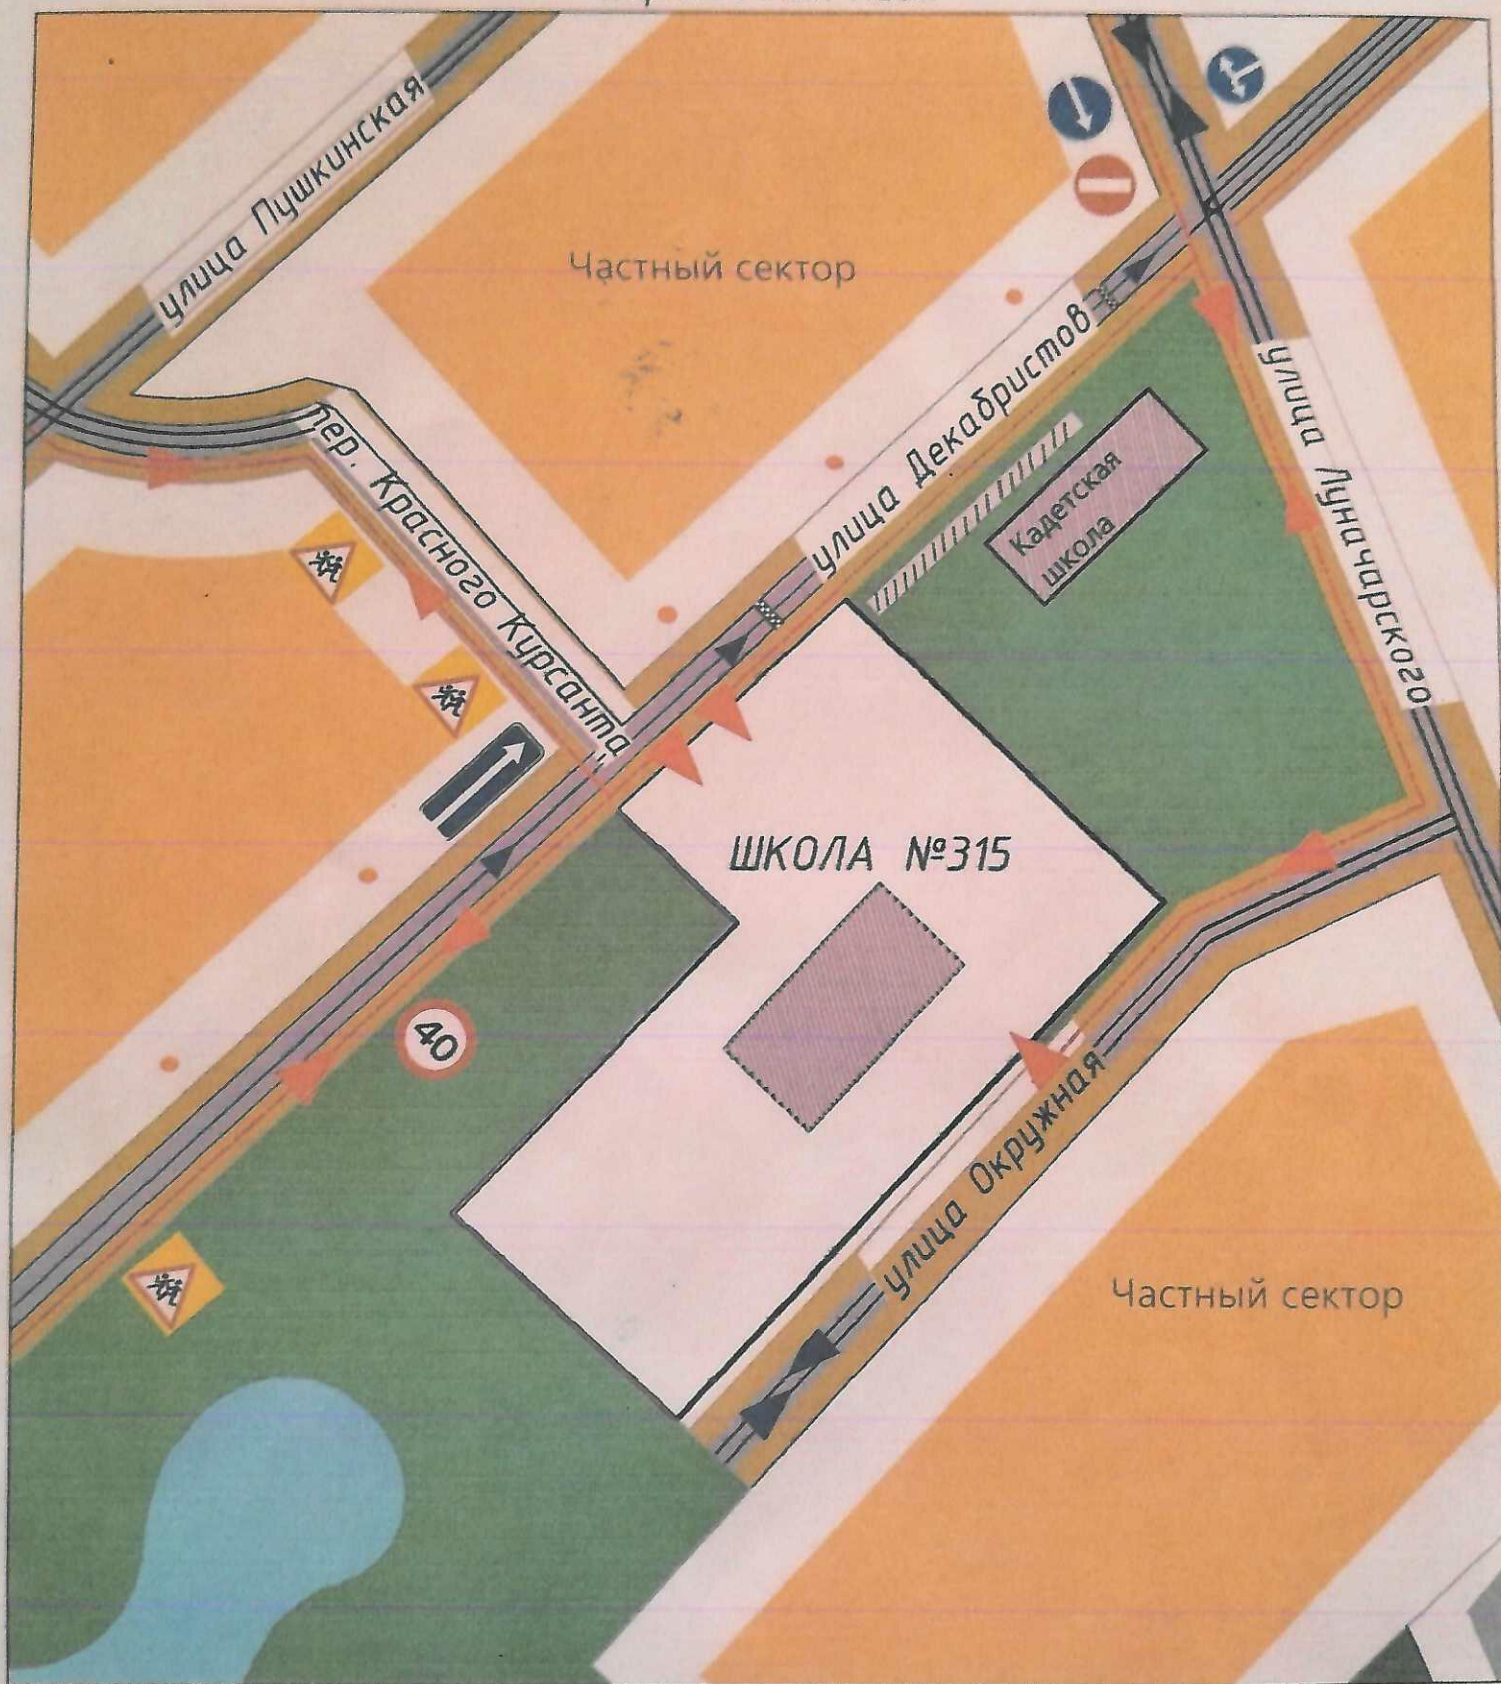 улица Пушкинская
Частный сектор
улица Декабристов
пер. Красного Курсанта
Кадетская
школа
улица Луначарского
ШКОЛА №315
40
улица Окружная
Частный сектор